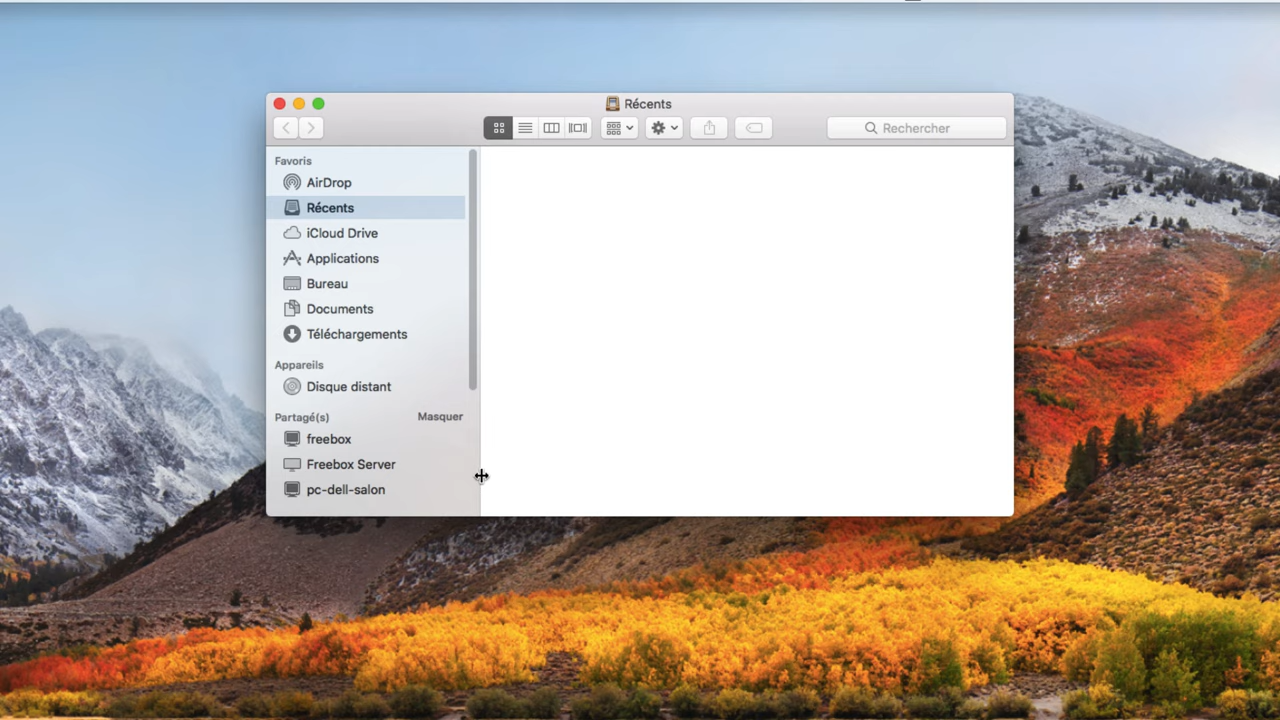 Récents
Rechercher
Favoris
AirDrop
Récents
iCloud Drive
Applications
Bureau
Documents
Téléchargements
Appareils
Disque distant
Partagé(s) Masquer
freebox
Freebox Server
pc-dell-salon